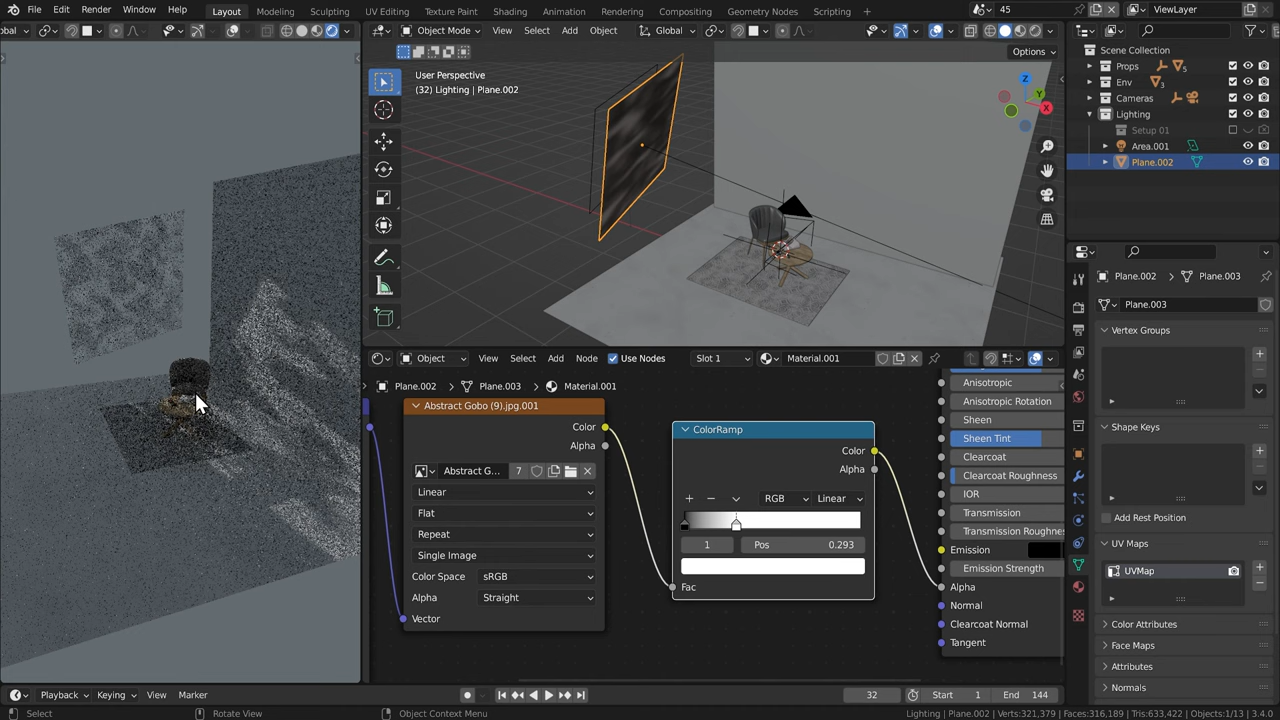 File Edit Render Window Help
Layout Modeling Sculpting UV Editing Texture Paint Shading Animation Rendering Compositing Geometry Nodes Scripting +
45
ViewLayer
Object Mode View Select Add Object Global
Options
User Perspective
(32) Lighting | Plane.002
Z
Y
X
Scene Collection
Props 5
Env 3
Cameras
Lighting
Setup 01
Area.001
Plane.002
Plane.002 Plane.003
Plane.003
Vertex Groups
Shape Keys
Add Rest Position
UV Maps
UVMap
Color Attributes
Face Maps
Attributes
Normals
Object View Select Add Node Use Nodes Slot 1 Material.001
Plane.002 Plane.003 Material.001
Abstract Gobo (9).jpg.001
Color
Alpha
Abstract G... 7
Linear
Flat
Repeat
Single Image
Color Space sRGB
Alpha Straight
Vector
ColorRamp
Color
Alpha
RGB Linear
1 Pos 0.293
Fac
Anisotropic
Anisotropic Rotation
Sheen
Sheen Tint
Clearcoat
Clearcoat Roughness
IOR
Transmission
Transmission Roughnes
Emission
Emission Strength
Alpha
Normal
Clearcoat Normal
Tangent
Playback Keying View Marker
32 Start 1 End 144
Select Rotate View Object Context Menu
Lighting | Plane.002 | Verts:321,379 | Faces:316,189 | Tris:633,422 | Objects:1/13 | 3.4.0